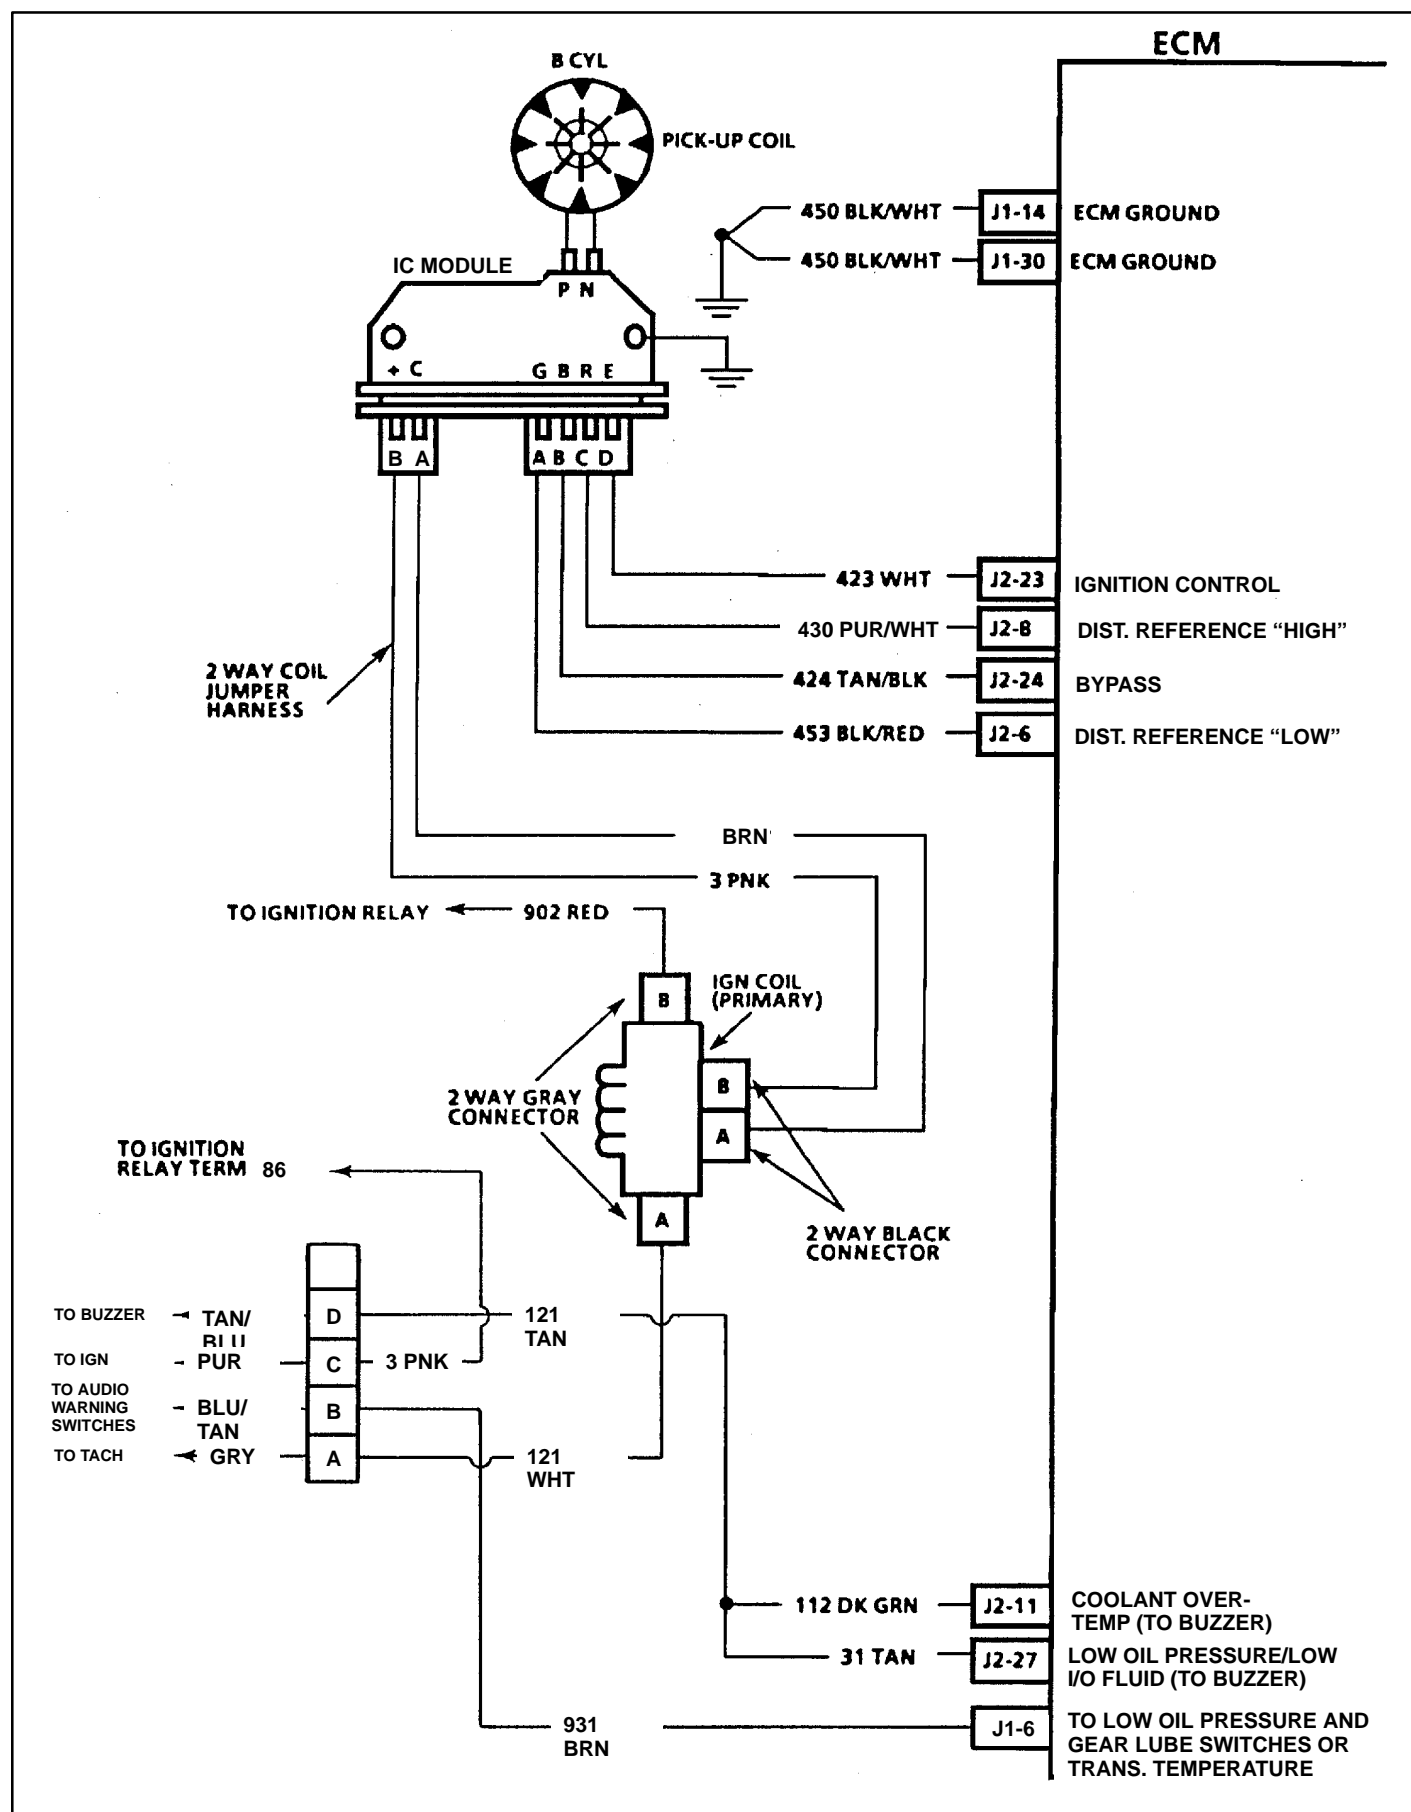 ECM
8 CYL
PICK-UP COIL
450 BLK/WHT
J1-14
ECM GROUND
450 BLK/WHT
J1-30
ECM GROUND
IC MODULE
P N
+ C
G B R E
B A
A B C D
423 WHT
J2-23
IGNITION CONTROL
430 PUR/WHT
J2-8
DIST. REFERENCE “HIGH”
424 TAN/BLK
J2-24
BYPASS
453 BLK/RED
J2-6
DIST. REFERENCE “LOW”
2 WAY COIL
JUMPER
HARNESS
BRN
3 PNK
TO IGNITION RELAY
902 RED
B
IGN COIL
(PRIMARY)
B
A
2 WAY GRAY
CONNECTOR
A
2 WAY BLACK
CONNECTOR
TO IGNITION
RELAY TERM 86
TO BUZZER
TAN/
BLU
D
121
TAN
TO IGN
PUR
C
3 PNK
TO AUDIO
WARNING
SWITCHES
BLU/
TAN
B
TO TACH
GRY
A
121
WHT
112 DK GRN
J2-11
COOLANT OVER-
TEMP (TO BUZZER)
31 TAN
J2-27
LOW OIL PRESSURE/LOW
I/O FLUID (TO BUZZER)
931
BRN
J1-6
TO LOW OIL PRESSURE AND
GEAR LUBE SWITCHES OR
TRANS. TEMPERATURE